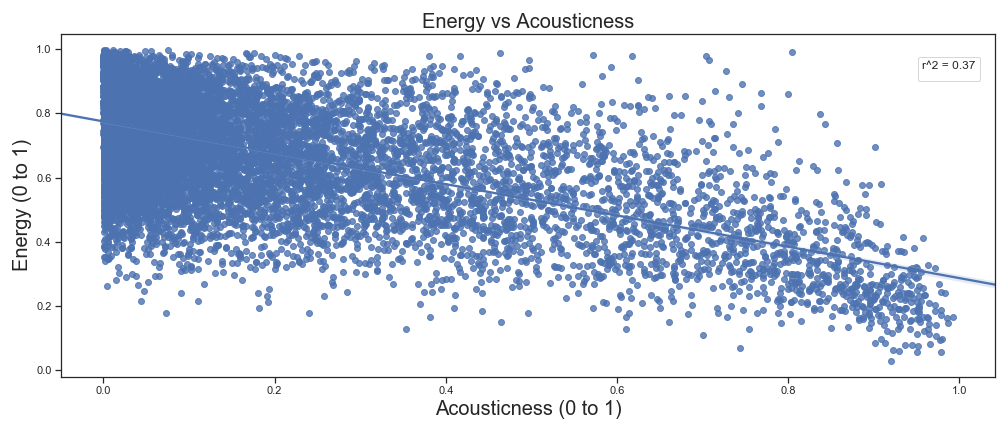 Energy vs Acousticness
r^2 = 0.37
Energy (0 to 1)
1.0
0.8
0.6
0.4
0.2
0.0
0.0 0.2 0.4 0.6 0.8 1.0
Acousticness (0 to 1)